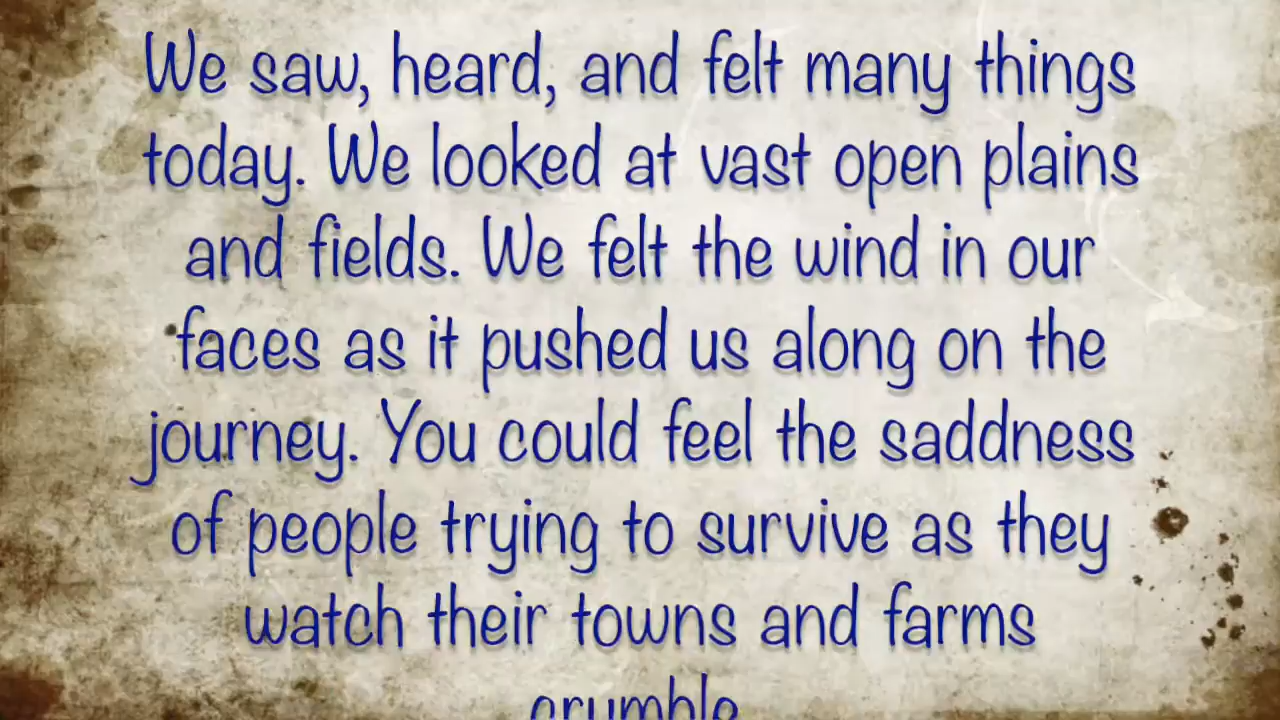 We saw, heard, and felt many things
today. We looked at vast open plains
and fields. We felt the wind in our
faces as it pushed us along on the
journey. You could feel the saddness
of people trying to survive as they
watch their towns and farms
crumble